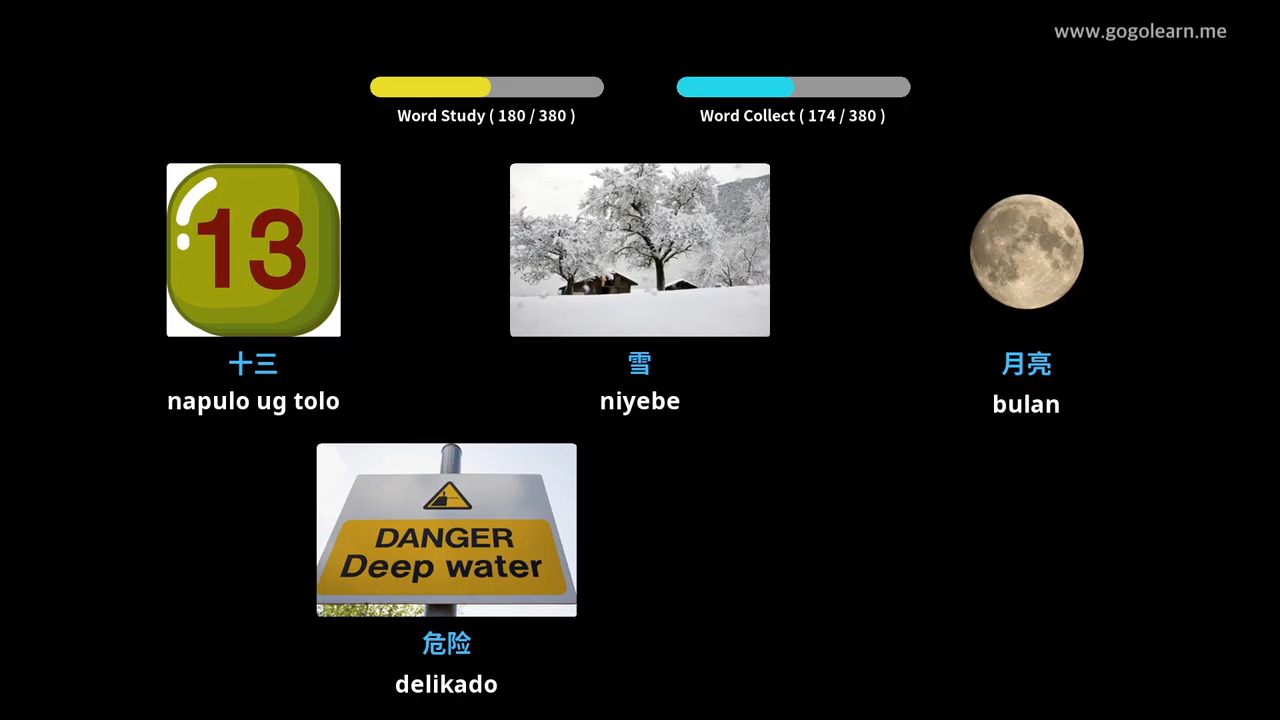 www.gogolearn.me
Word Study ( 180 / 380 )
Word Collect ( 174 / 380 )
13
十三
napulo ug tolo
雪
niyebe
月亮
bulan
DANGER
Deep water
危险
delikado